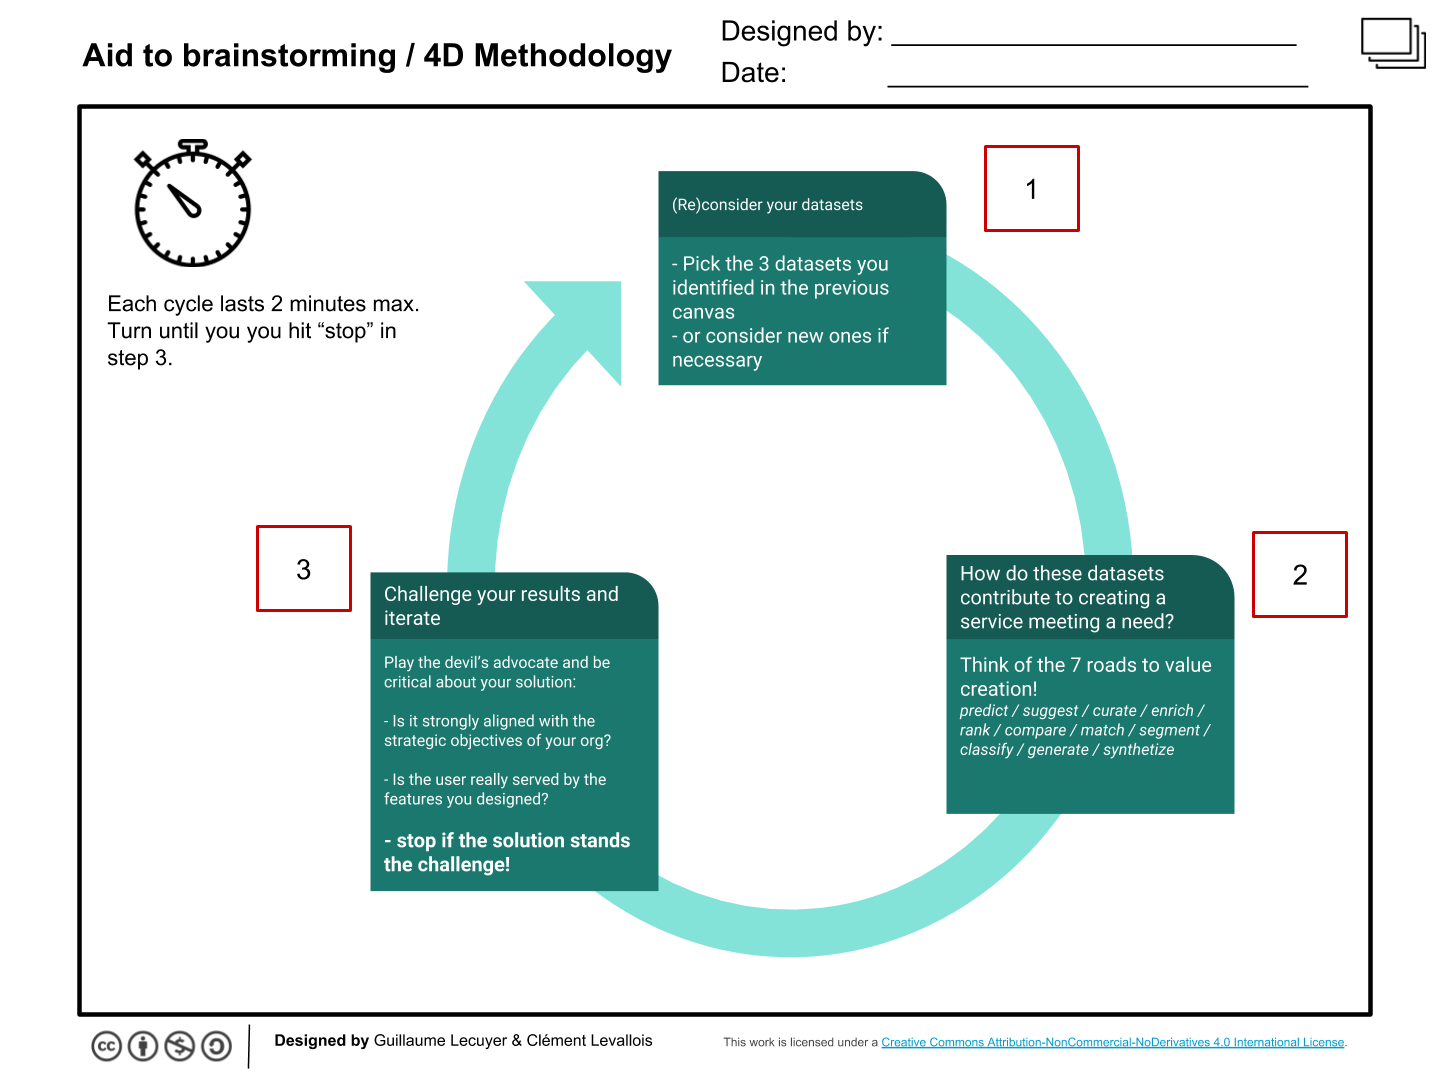 Aid to brainstorming / 4D Methodology
Designed by:
Date:
Each cycle lasts 2 minutes max.
Turn until you you hit “stop” in
step 3.
1
(Re)consider your datasets
- Pick the 3 datasets you
identified in the previous
canvas
- or consider new ones if
necessary
2
How do these datasets
contribute to creating a
service meeting a need?
Think of the 7 roads to value
creation!
predict / suggest / curate / enrich /
rank / compare / match / segment /
classify / generate / synthetize
3
Challenge your results and
iterate
Play the devil’s advocate and be
critical about your solution:
- Is it strongly aligned with the
strategic objectives of your org?
- Is the user really served by the
features you designed?
- stop if the solution stands
the challenge!
cc
Designed by Guillaume Lecuyer & Clément Levallois
This work is licensed under a Creative Commons Attribution-NonCommercial-NoDerivatives 4.0 International License.